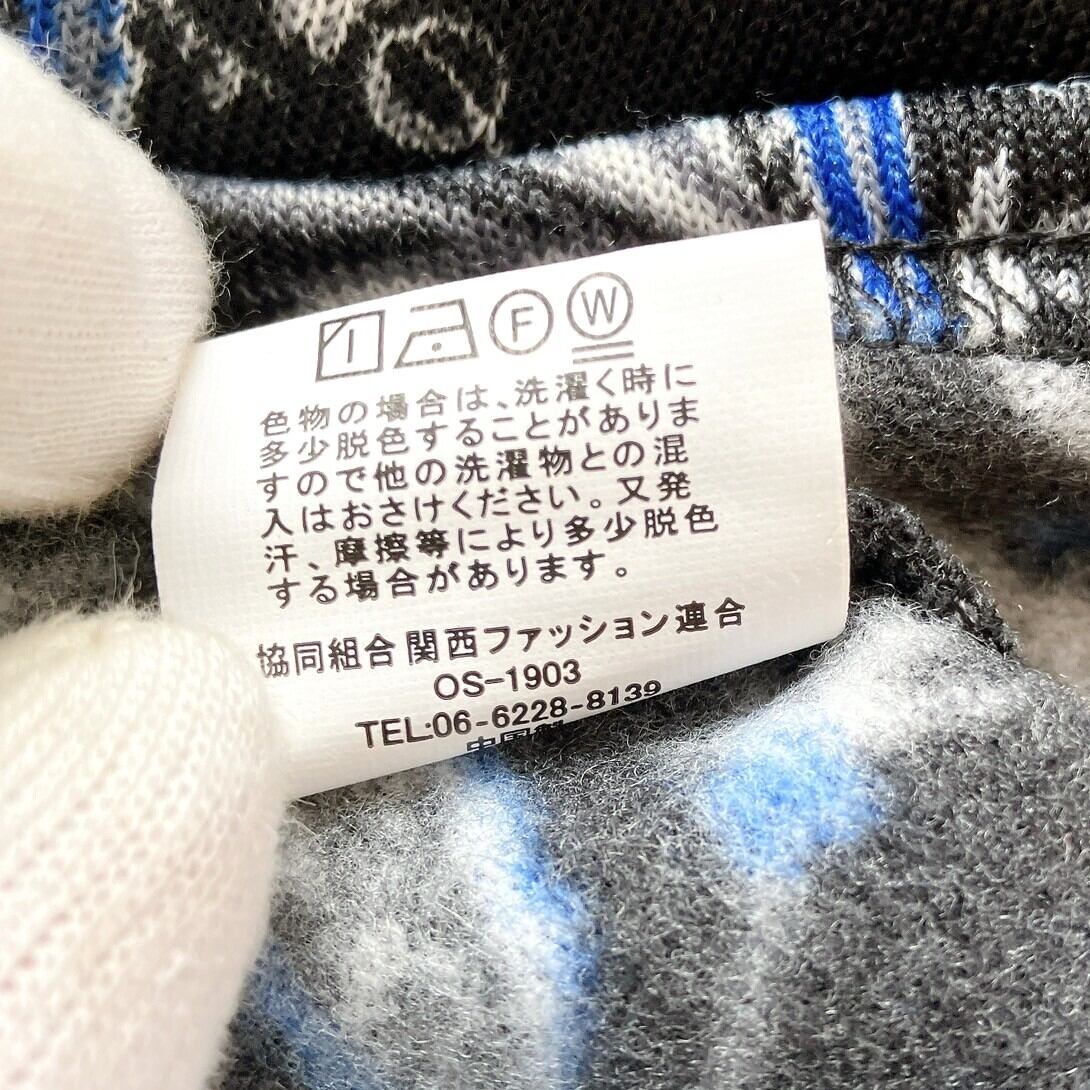 F W
色物の場合は、洗濯く時に
多少脱色することがありま
すので他の洗濯物との混
入はおさけください。又発
汗、摩擦等により多少脱色
する場合があります。
協同組合 関西ファッション連合
OS-1903
TEL:06-6228-8139
中国製